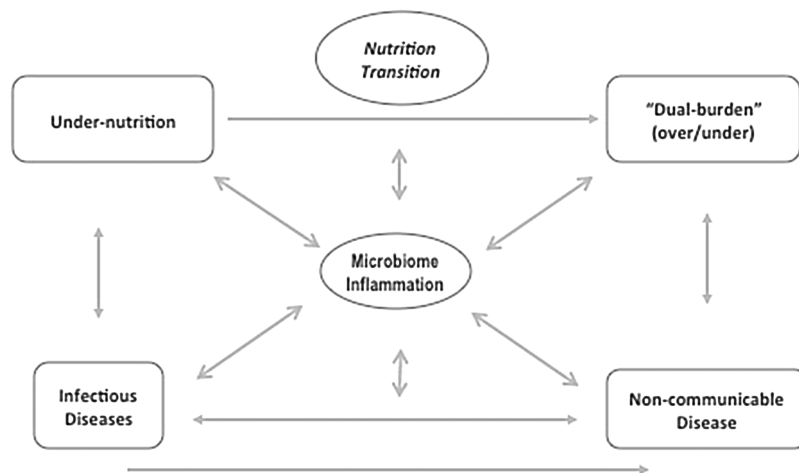 Nutrition
Transition
Under-nutrition
“Dual-burden”
(over/under)
Microbiome
Inflammation
Infectious
Diseases
Non-communicable
Disease